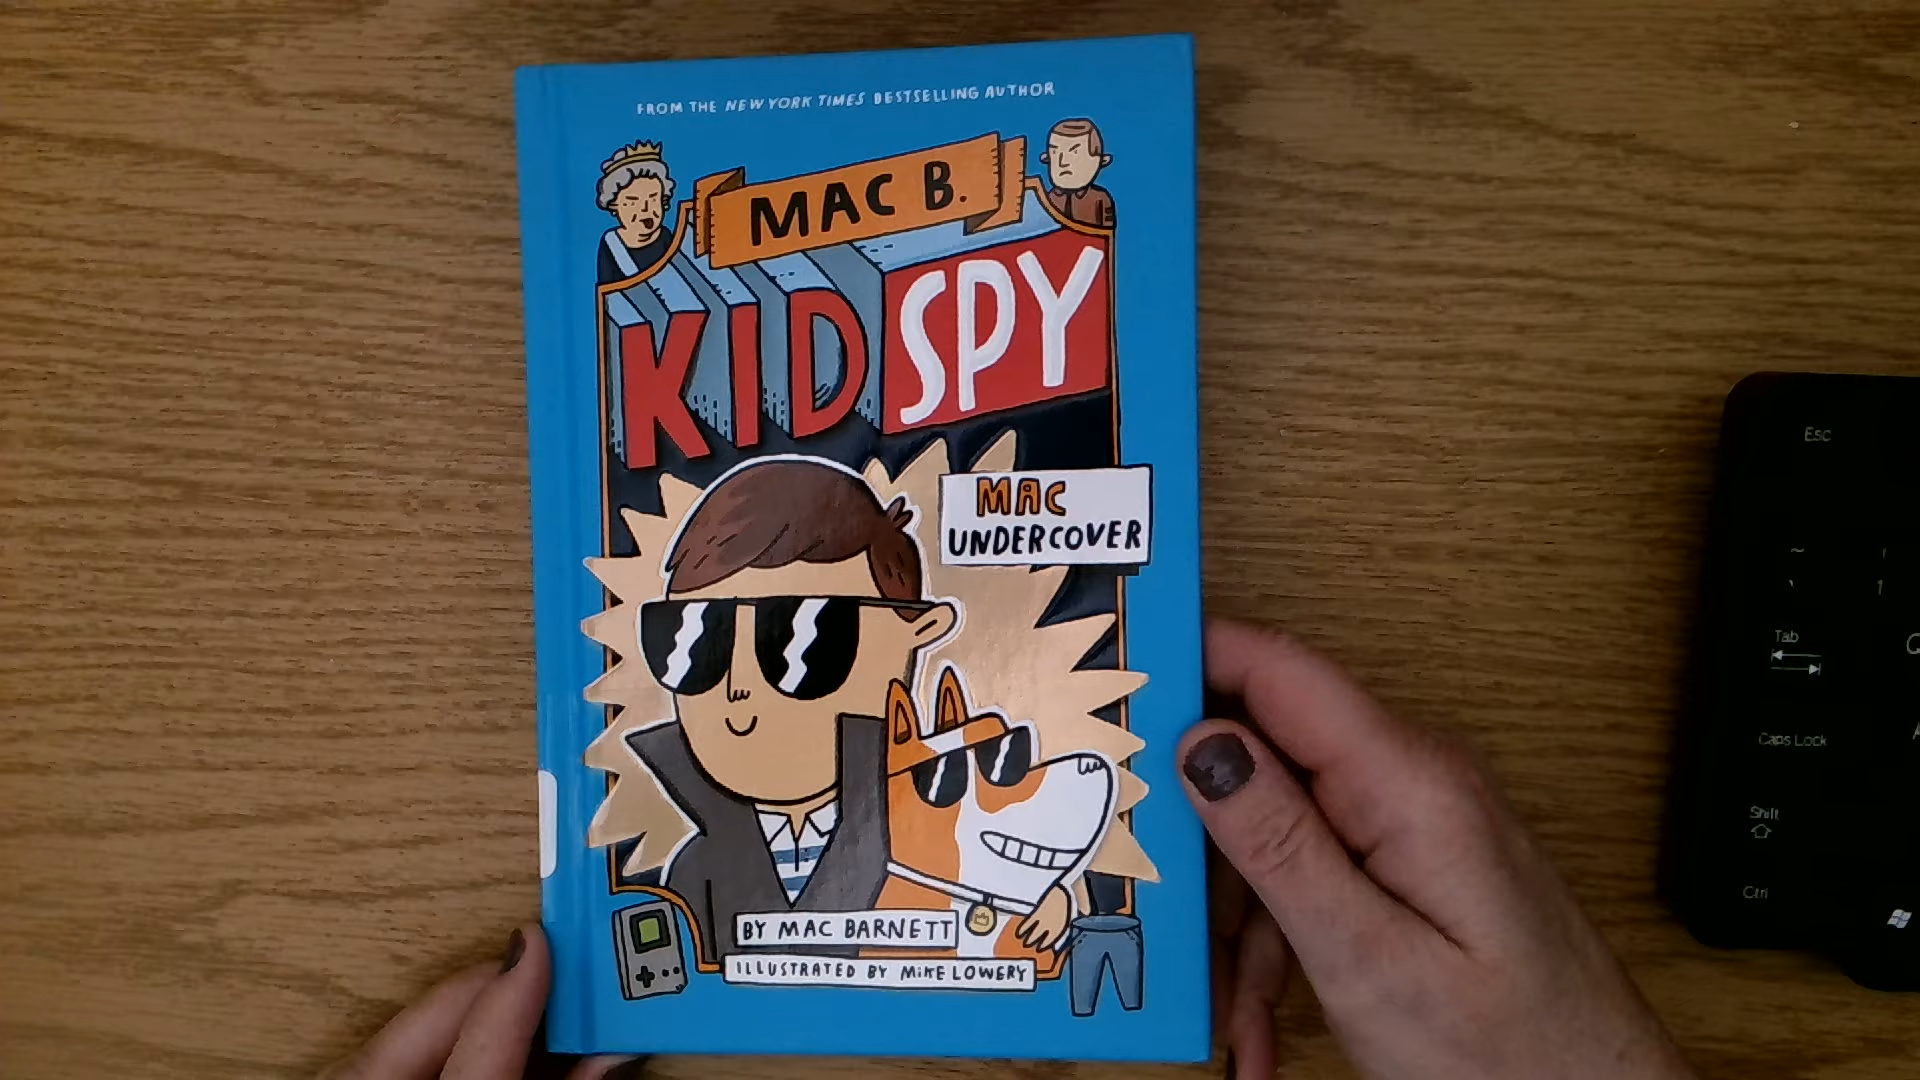 FROM THE NEW YORK TIMES BESTSELLING AUTHOR
MAC B.
KID SPY
MAC
UNDERCOVER
BY MAC BARNETT
ILLUSTRATED BY MIKE LOWERY
Esc
~
! 
` 1
Tab
Q
Caps Lock
A
Shift
Ctrl